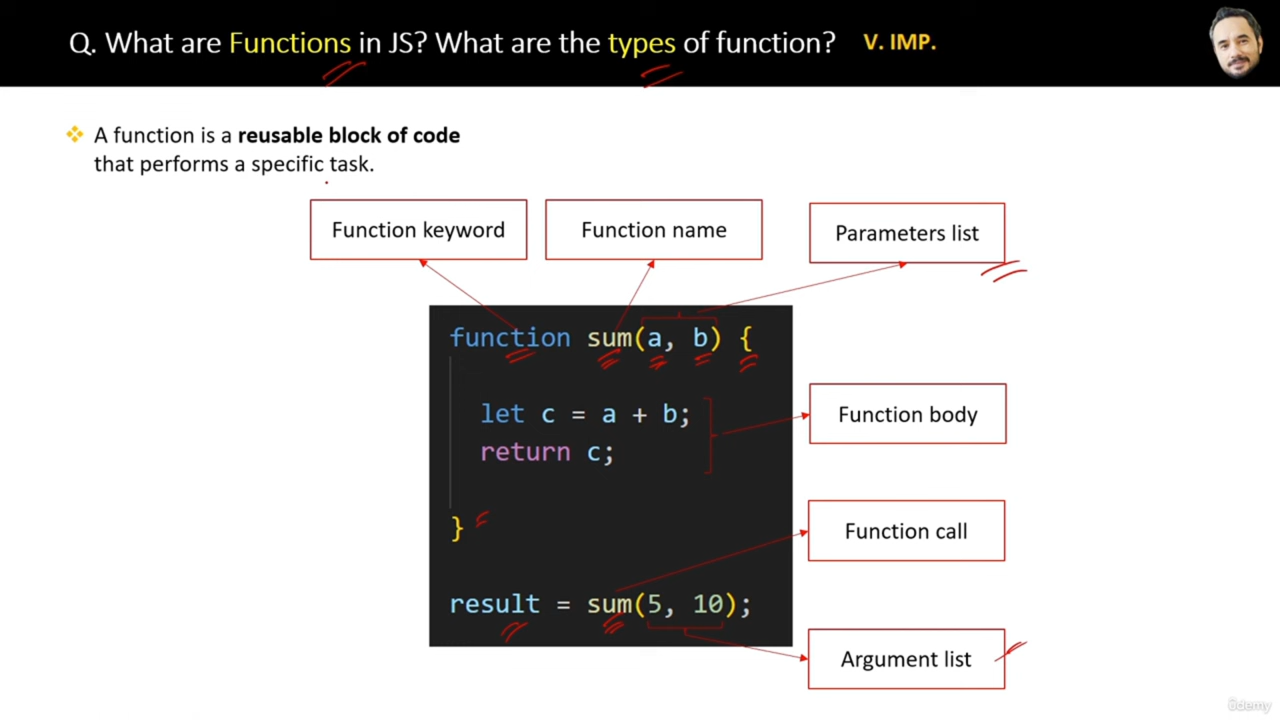 Q. What are Functions in JS? What are the types of function? V. IMP.
A function is a reusable block of code
that performs a specific task.
Function keyword
Function name
Parameters list
function sum(a, b) {
let c = a + b;
return c;
}
Function body
Function call
result = sum(5, 10);
Argument list
ûdemy